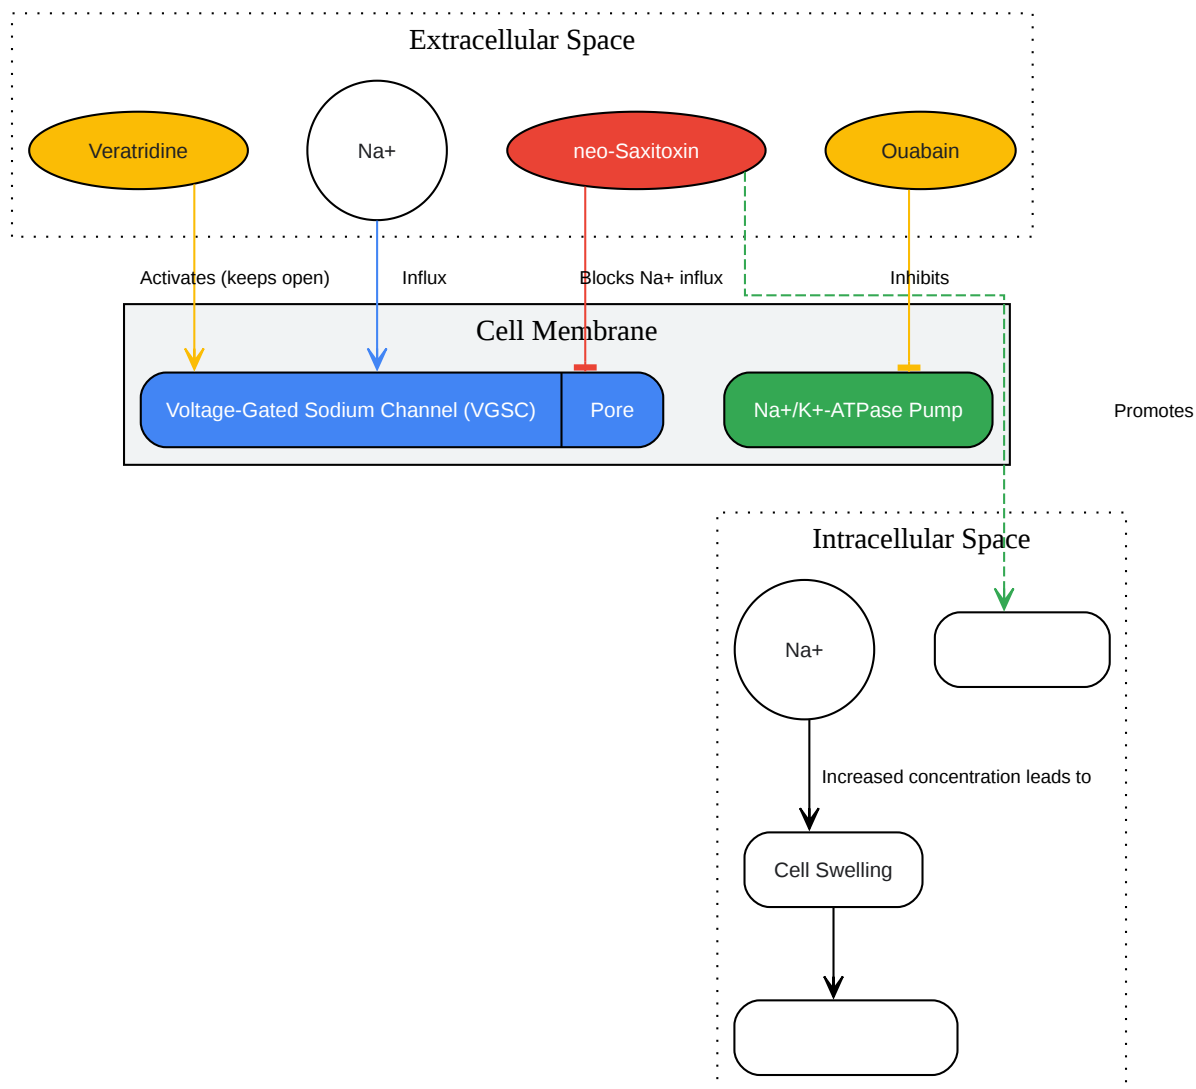 Extracellular Space
Veratridine
Na+
neo-Saxitoxin
Ouabain
Activates (keeps open)
Influx
Blocks Na+ influx
Inhibits
Cell Membrane
Voltage-Gated Sodium Channel (VGSC)
Pore
Na+/K+-ATPase Pump
Promotes
Intracellular Space
Na+
Increased concentration leads to
Cell Swelling